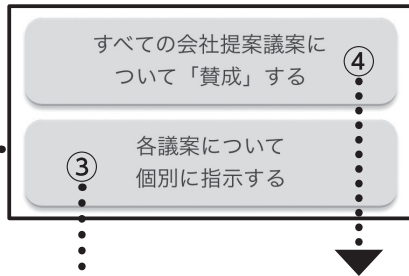 すべての会社提案議案に
ついて「賛成」する
④
各議案について
個別に指示する
③